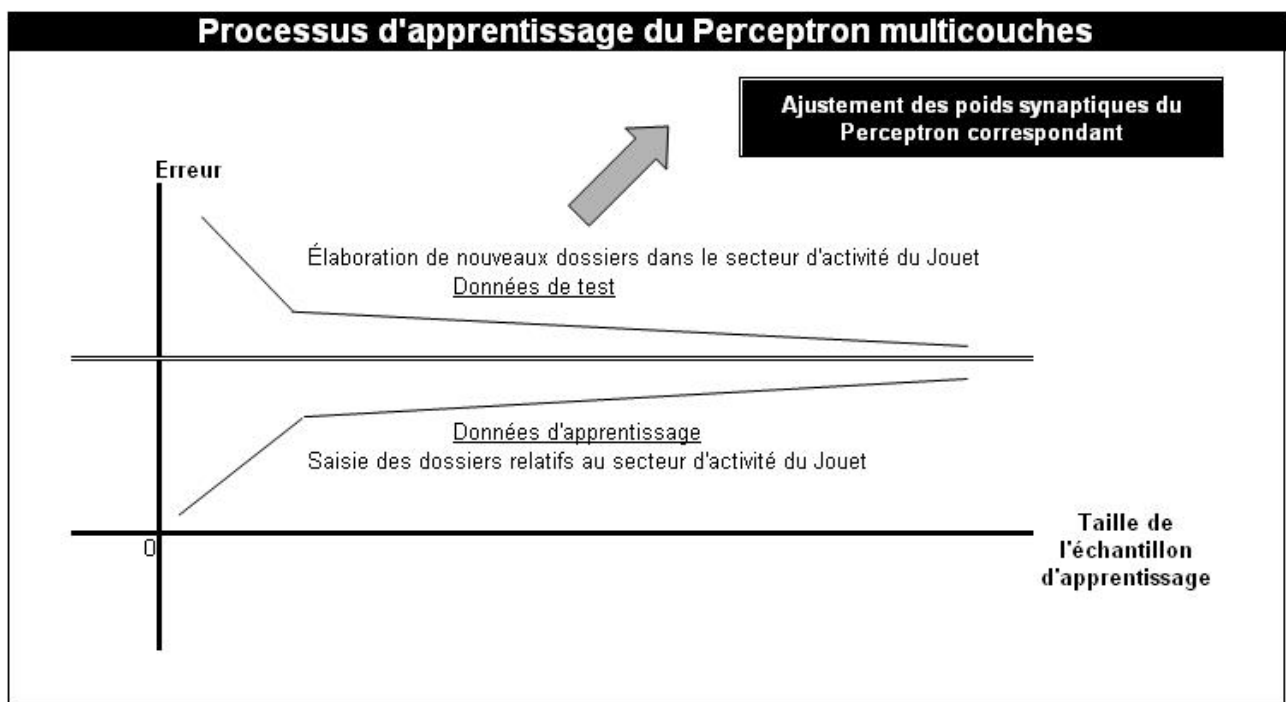 Processus d'apprentissage du Perceptron multicouches
Ajustement des poids synaptiques du
Perceptron correspondant
Erreur
Élaboration de nouveaux dossiers dans le secteur d'activité du Jouet
Données de test
Données d'apprentissage
Saisie des dossiers relatifs au secteur d'activité du Jouet
0
Taille de
l'échantillon
d'apprentissage